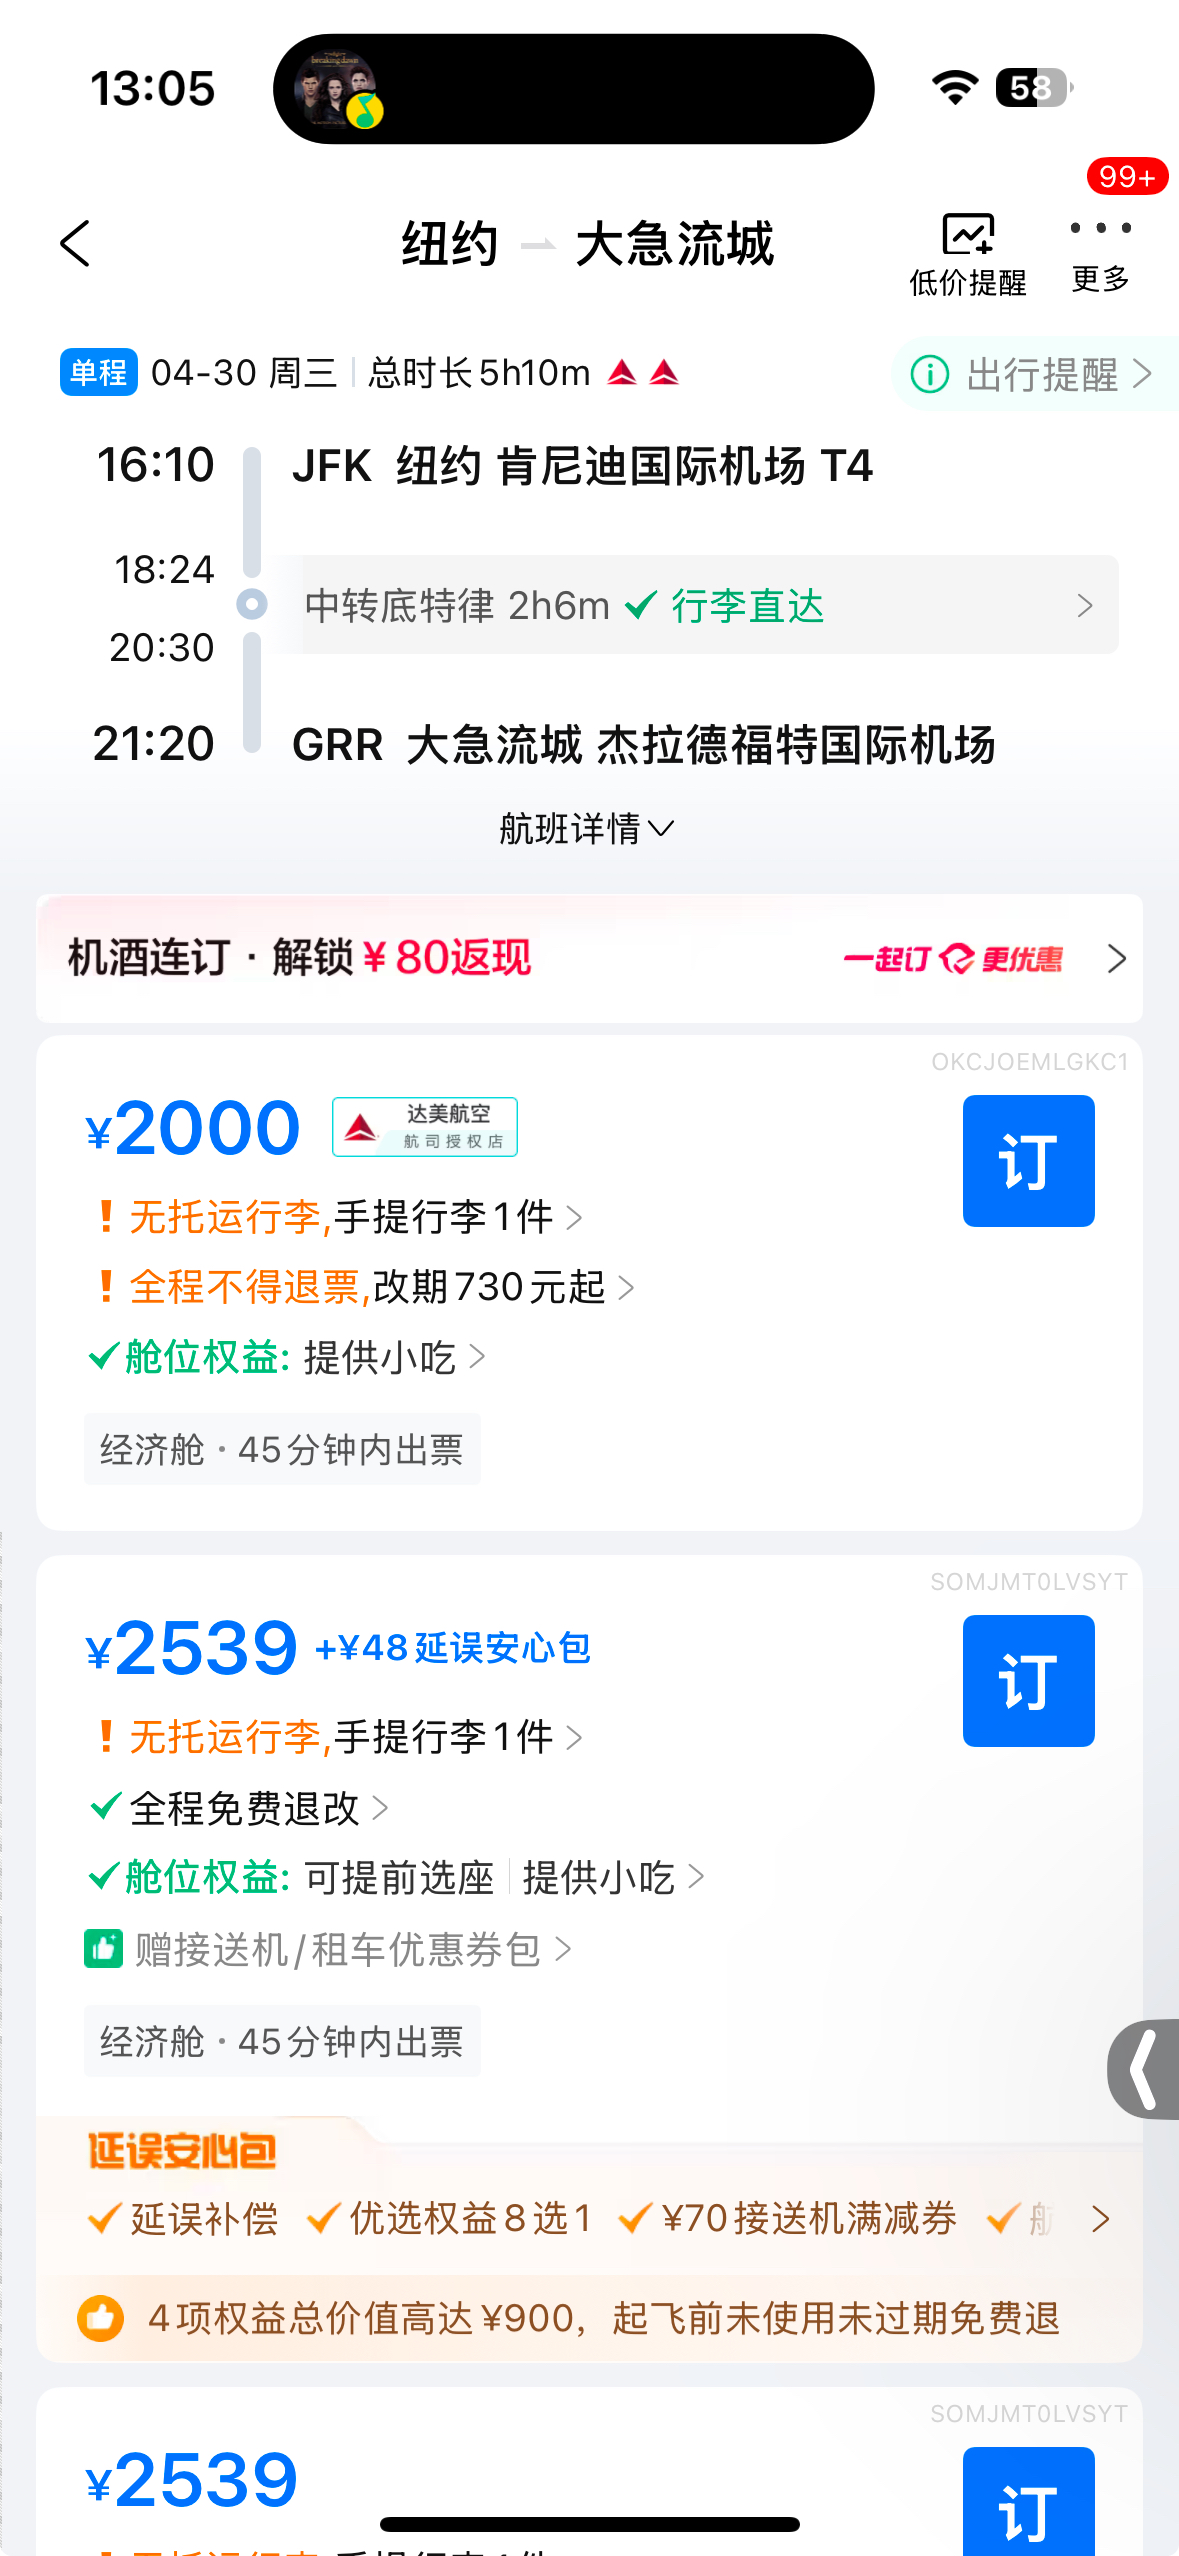 13:05
breaking dawn
58
99+
纽约 大急流城
低价提醒
更多
单程 04-30 周三 总时长5h10m
出行提醒
16:10 JFK 纽约 肯尼迪国际机场 T4
18:24
中转底特律 2h6m 行李直达
20:30
21:20 GRR 大急流城 杰拉德福特国际机场
航班详情
机酒连订 · 解锁¥80返现 一起订 更优惠
OKCJOEMLGKC1
¥2000 达美航空 航司授权店
订
! 无托运行李,手提行李1件
! 全程不得退票,改期730元起
舱位权益: 提供小吃
经济舱 · 45分钟内出票
SOMJMT0LVSYT
¥2539 +¥48延误安心包
订
! 无托运行李,手提行李1件
全程免费退改
舱位权益: 可提前选座 提供小吃
赠接送机/租车优惠券包
经济舱 · 45分钟内出票
延误安心包
延误补偿 优选权益8选1 ¥70接送机满减券
4项权益总价值高达¥900，起飞前未使用未过期免费退
SOMJMT0LVSYT
¥2539
订